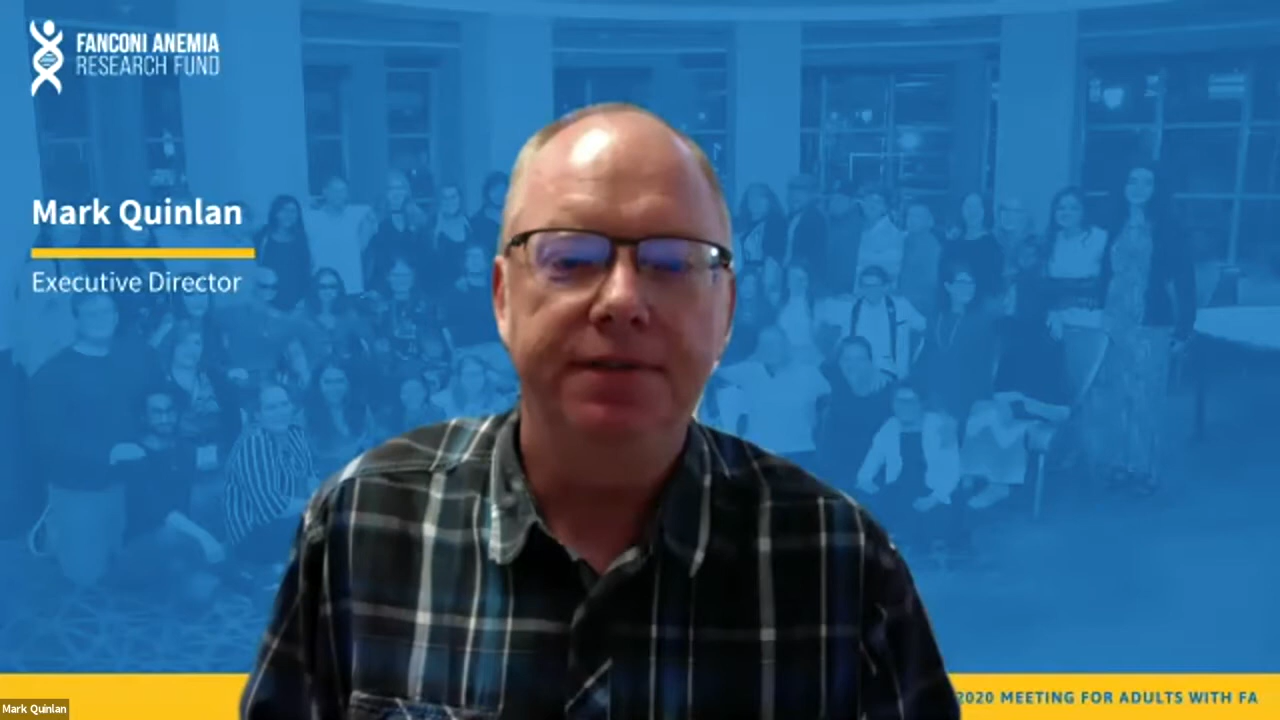 FANCONI ANEMIA
RESEARCH FUND
Mark Quinlan
Executive Director
2020 MEETING FOR ADULTS WITH FA
Mark Quinlan